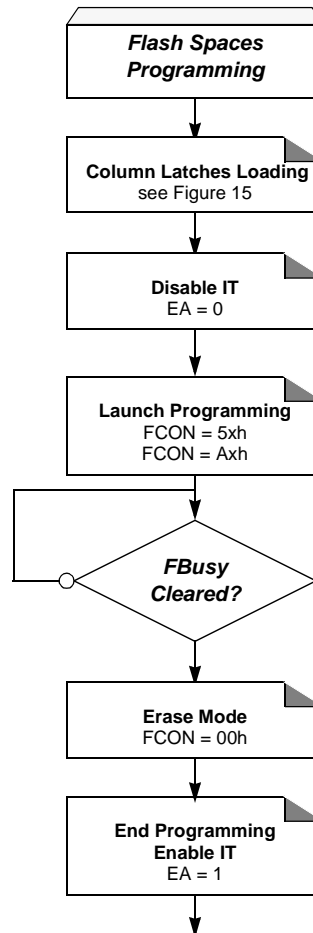 Flash Spaces
Programming
Column Latches Loading
see Figure 15
Disable IT
EA = 0
Launch Programming
FCON = 5xh
FCON = Axh
FBusy
Cleared?
Erase Mode
FCON = 00h
End Programming
Enable IT
EA = 1